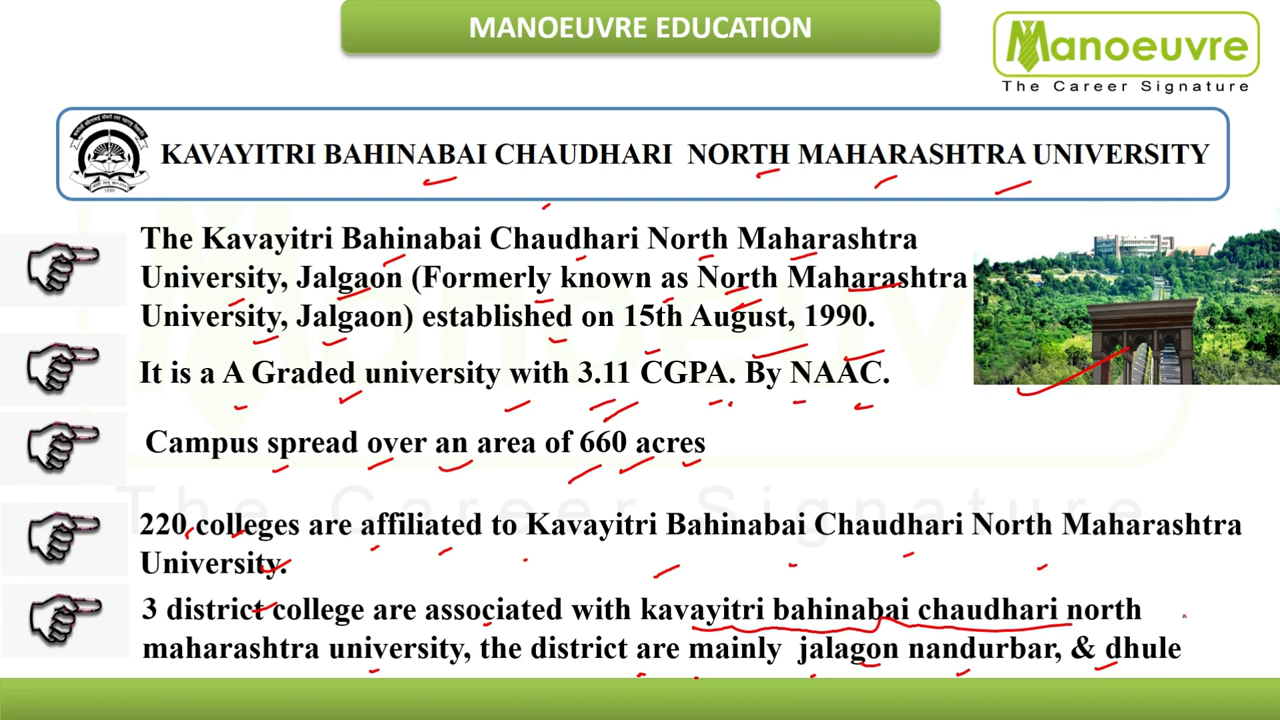 MANOEUVRE EDUCATION
Manoeuvre
The Career Signature
KAVAYITRI BAHINABAI CHAUDHARI NORTH MAHARASHTRA UNIVERSITY
The Kavayitri Bahinabai Chaudhari North Maharashtra
University, Jalgaon (Formerly known as North Maharashtra
University, Jalgaon) established on 15th August, 1990.
It is a A Graded university with 3.11 CGPA. By NAAC.
Campus spread over an area of 660 acres
The Career Signature
220 colleges are affiliated to Kavayitri Bahinabai Chaudhari North Maharashtra
University.
3 district college are associated with kavayitri bahinabai chaudhari north
maharashtra university, the district are mainly jalagon nandurbar, & dhule